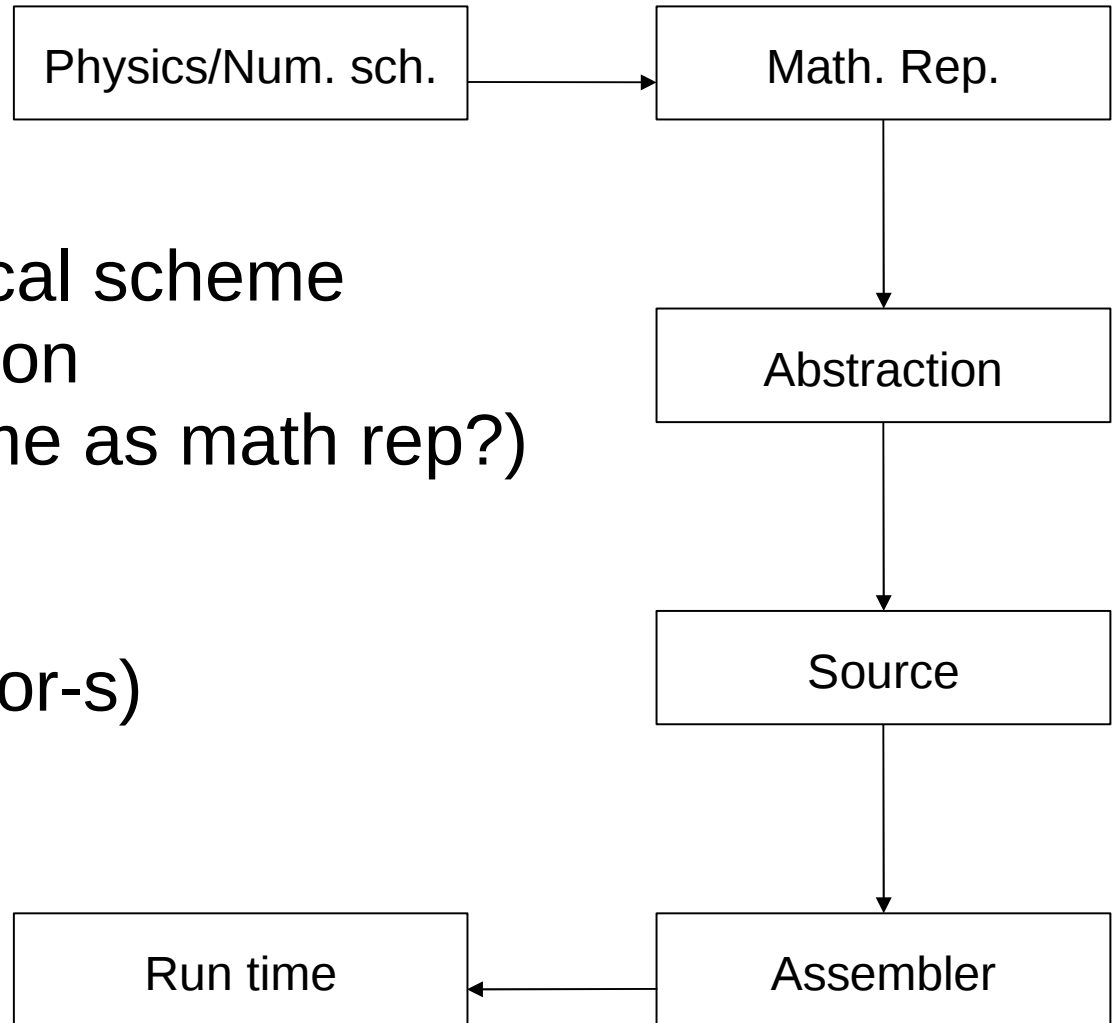 Physics/Num. sch.
Math. Rep.
cal scheme
on
Abstraction
ne as math rep?)
Source
or-s)
Run time
Assembler